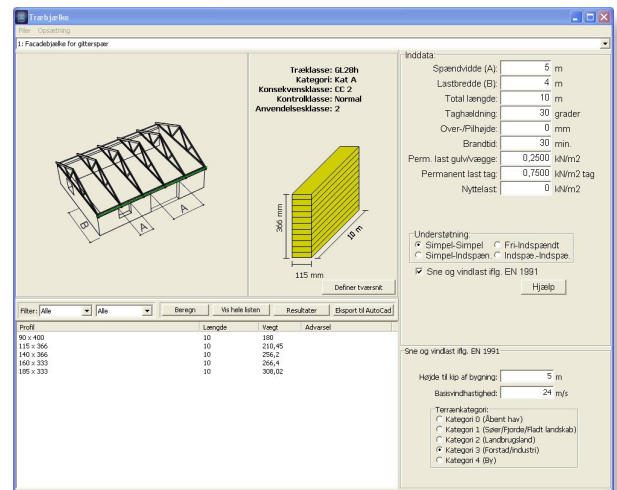 Træbjælke
Filer Opsætning
1: Facadebjælke for gitterspær
Træklasse: GL28h
Kategori: Kat A
Konsekvensklasse: CC 2
Kontrolklasse: Normal
Anvendelsesklasse: 2
B
A
A
366 mm
10 m
115 mm
Definer tværsnit
Filter: Alle Alle Beregn Vis hele listen Resultater Eksport til AutoCad
Profil Længde Vægt Advarsel
90 x 400 10 180
115 x 366 10 210,45
140 x 366 10 256,2
160 x 333 10 266,4
185 x 333 10 308,02
Inddata:
Spændvidde (A): 5 m
Lastbredde (B): 4 m
Total længde: 10 m
Taghældning: 30 grader
Over-/Pilhøjde: 0 mm
Brandtid: 30 min.
Perm. last gulv/vægge: 0,2500 kN/m2
Permanent last tag: 0,7500 kN/m2 tag
Nyttelast: 0 kN/m2
Understøtning:
Simpel-Simpel Fri-Indspændt
Simpel-Indspæn. Indspæ.-Indspæ.
Sne og vindlast iflg. EN 1991
Hjælp
Sne og vindlast iflg. EN 1991
Højde til kip af bygning: 5 m
Basisvindhastighed: 24 m/s
Terrænkategori:
Kategori 0 (Åbent hav)
Kategori 1 (Søer/Fjorde/Fladt landskab)
Kategori 2 (Landbrugsland)
Kategori 3 (Forstad/industri)
Kategori 4 (By)